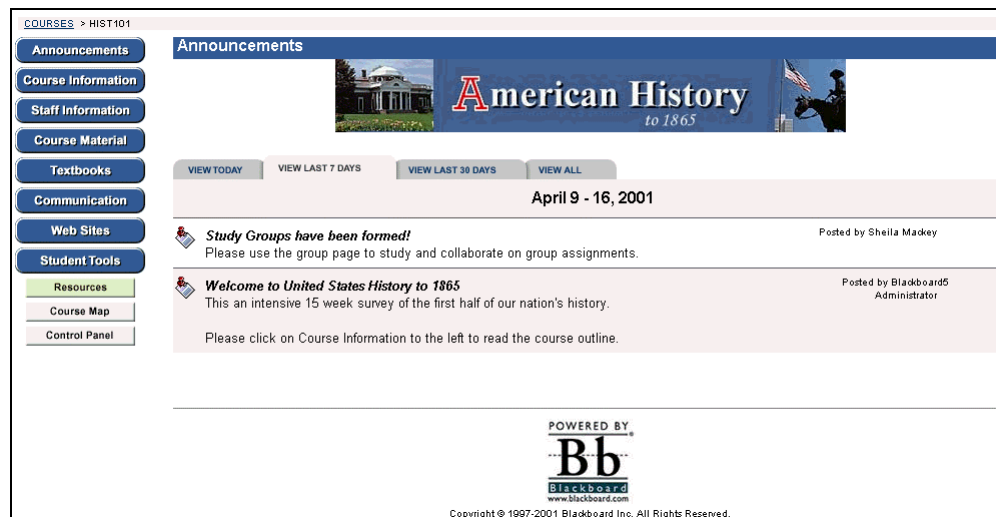 COURSES > HIST101
Announcements
Course Information
Staff Information
Course Material
Textbooks
Communication
Web Sites
Student Tools
Resources
Course Map
Control Panel
Announcements
American History
to 1865
VIEW TODAY
VIEW LAST 7 DAYS
VIEW LAST 30 DAYS
VIEW ALL
April 9 - 16, 2001
Study Groups have been formed!
Posted by Sheila Mackey
Please use the group page to study and collaborate on group assignments.
Welcome to United States History to 1865
Posted by Blackboard5
Administrator
This an intensive 15 week survey of the first half of our nation's history.
Please click on Course Information to the left to read the course outline.
POWERED BY
Bb
Blackboard
www.blackboard.com
Copyright © 1997-2001 Blackboard Inc. All Rights Reserved.